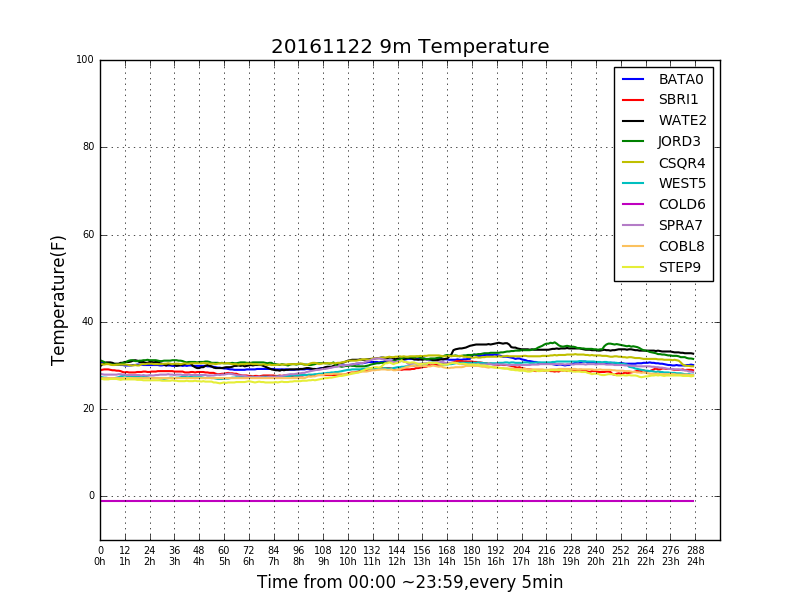 20161122 9m Temperature
100
80
60
40
20
0
Temperature(F)
BATA0
SBRI1
WATE2
JORD3
CSQR4
WEST5
COLD6
SPRA7
COBL8
STEP9
0 12 24 36 48 60 72 84 96 108 120 132 144 156 168 180 192 204 216 228 240 252 264 276 288
0h 1h 2h 3h 4h 5h 6h 7h 8h 9h 10h 11h 12h 13h 14h 15h 16h 17h 18h 19h 20h 21h 22h 23h 24h
Time from 00:00 ~23:59,every 5min